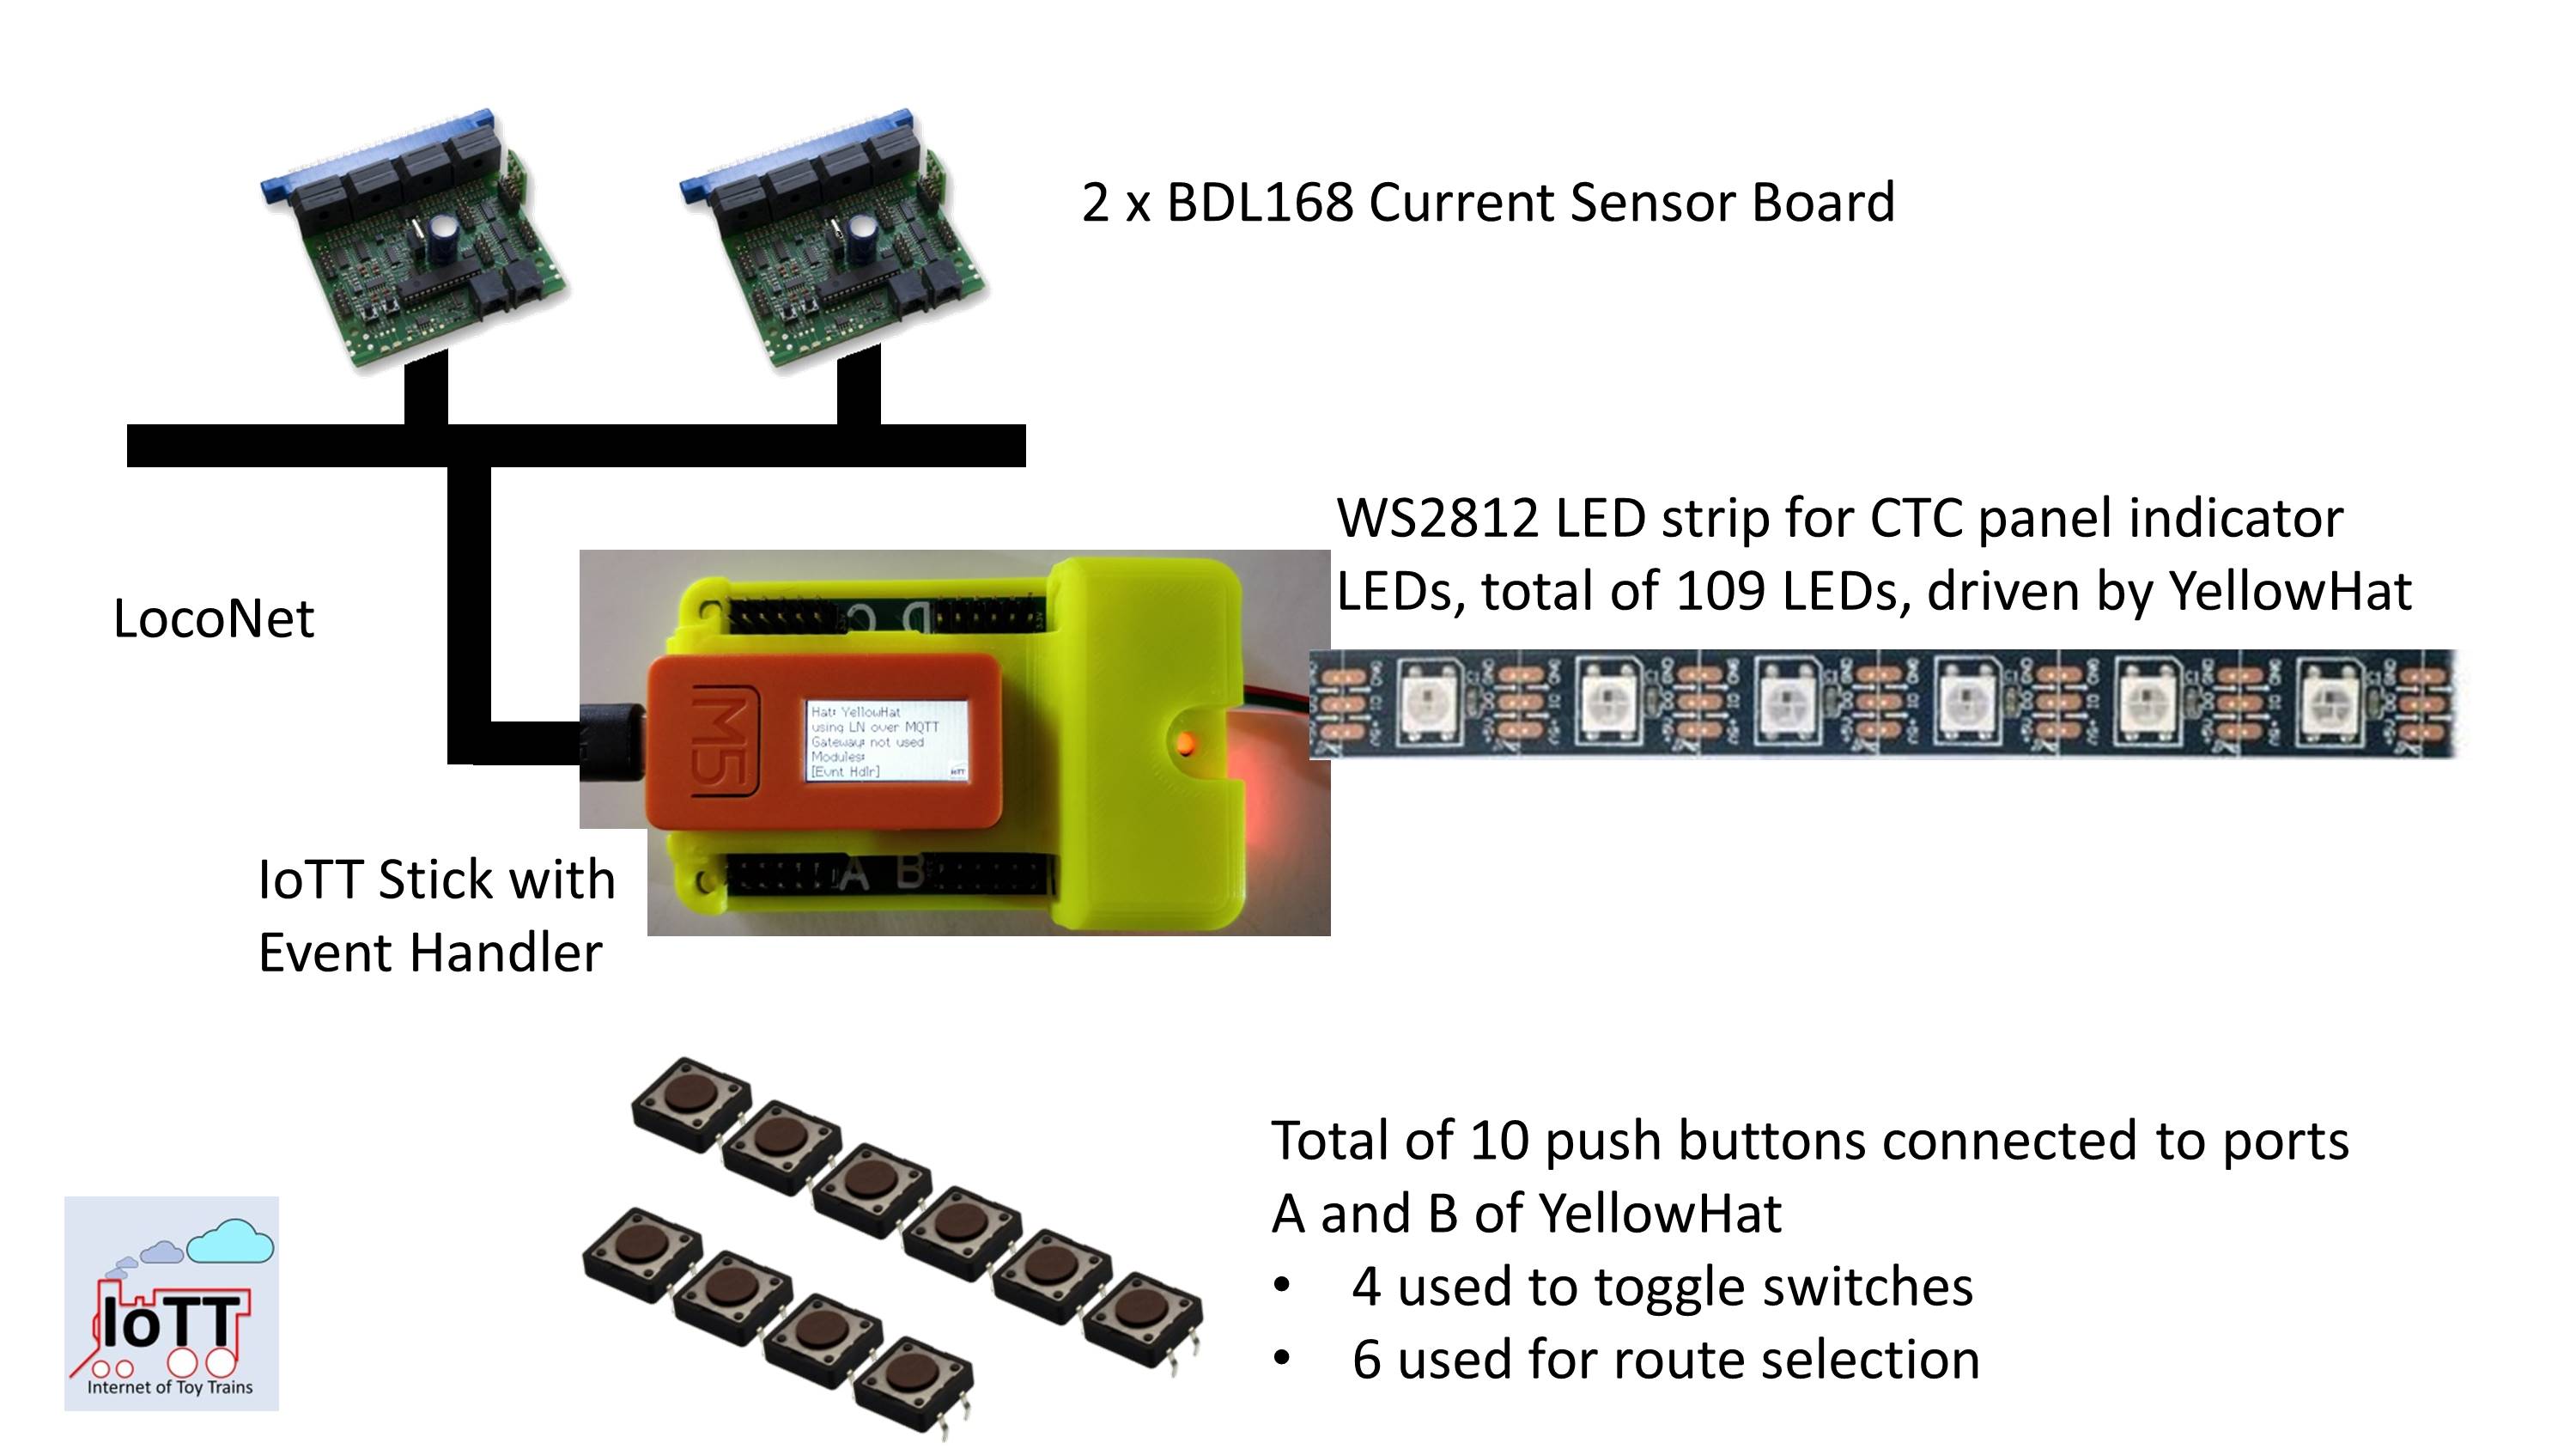 2 x BDL168 Current Sensor Board
WS2812 LED strip for CTC panel indicator
LEDs, total of 109 LEDs, driven by YellowHat
LocoNet
C D
M5
Hat: YellowHat
using LN over MQTT
Gateway: not used
Modules:
[Evnt Hdlr]
IoTT
A B
IoTT Stick with
Event Handler
Total of 10 push buttons connected to ports
A and B of YellowHat
• 4 used to toggle switches
• 6 used for route selection
IoTT
Internet of Toy Trains